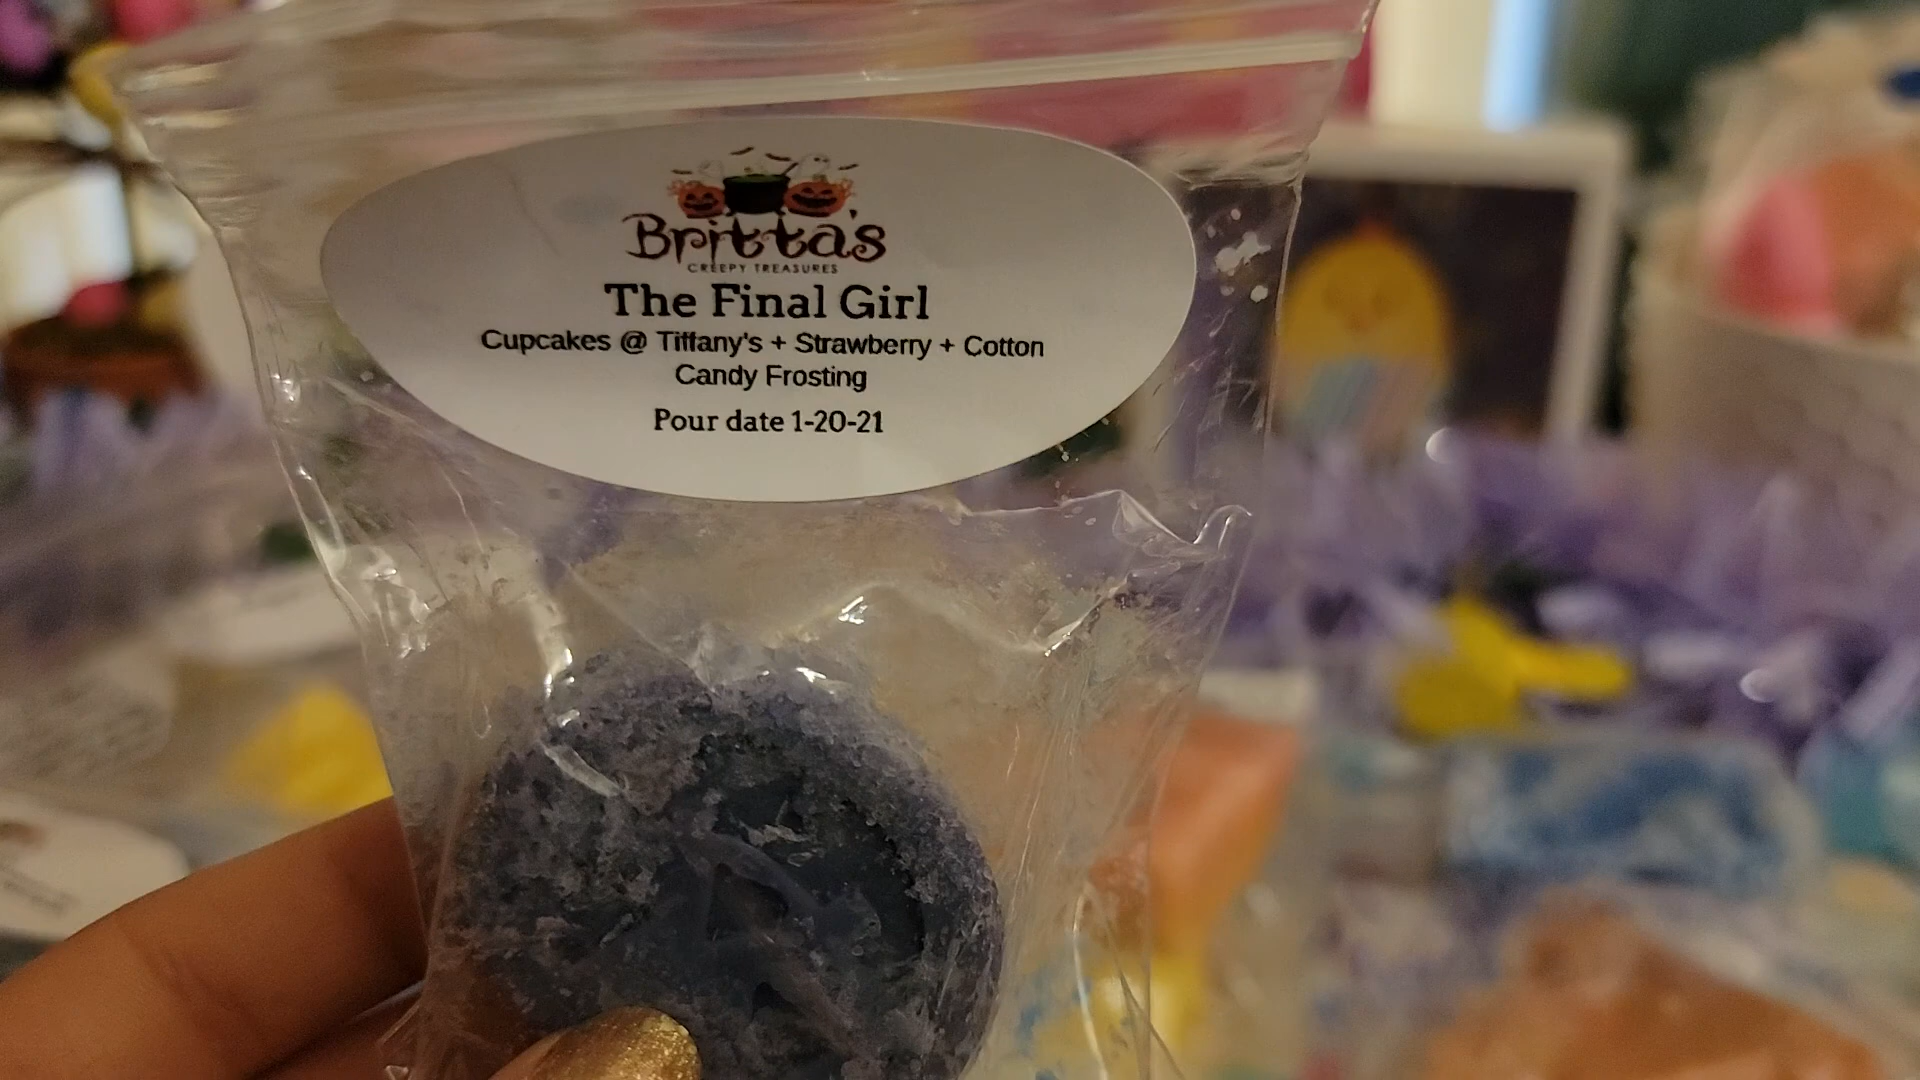 Britta's
CREEPY TREASURES
The Final Girl
Cupcakes @ Tiffany's + Strawberry + Cotton
Candy Frosting
Pour date 1-20-21